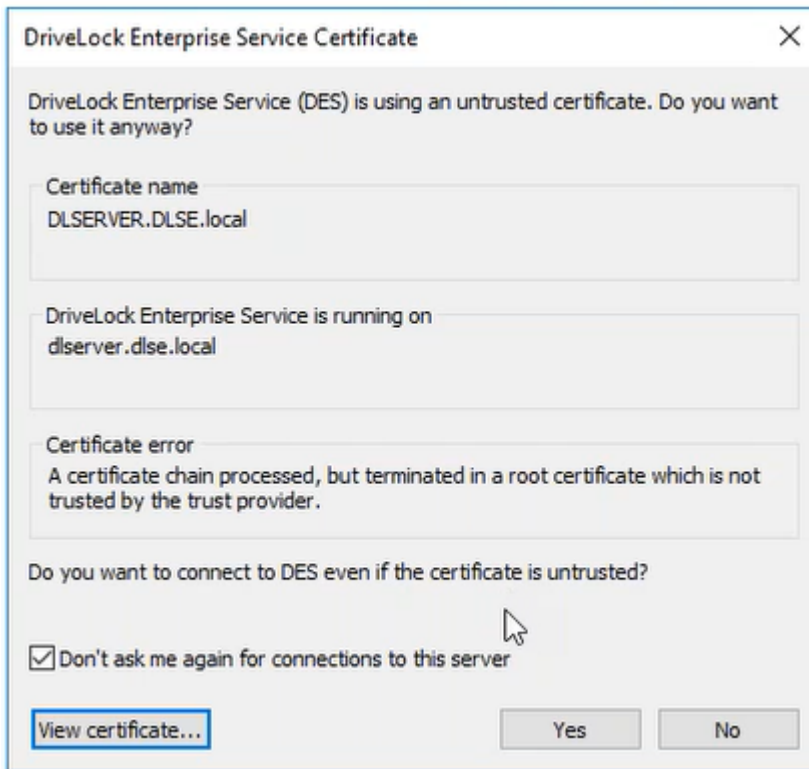 DriveLock Enterprise Service Certificate
DriveLock Enterprise Service (DES) is using an untrusted certificate. Do you want
to use it anyway?
Certificate name
DLSERVER.DLSE.local
DriveLock Enterprise Service is running on
dlserver.dlse.local
Certificate error
A certificate chain processed, but terminated in a root certificate which is not
trusted by the trust provider.
Do you want to connect to DES even if the certificate is untrusted?
Don't ask me again for connections to this server
View certificate...
Yes
No